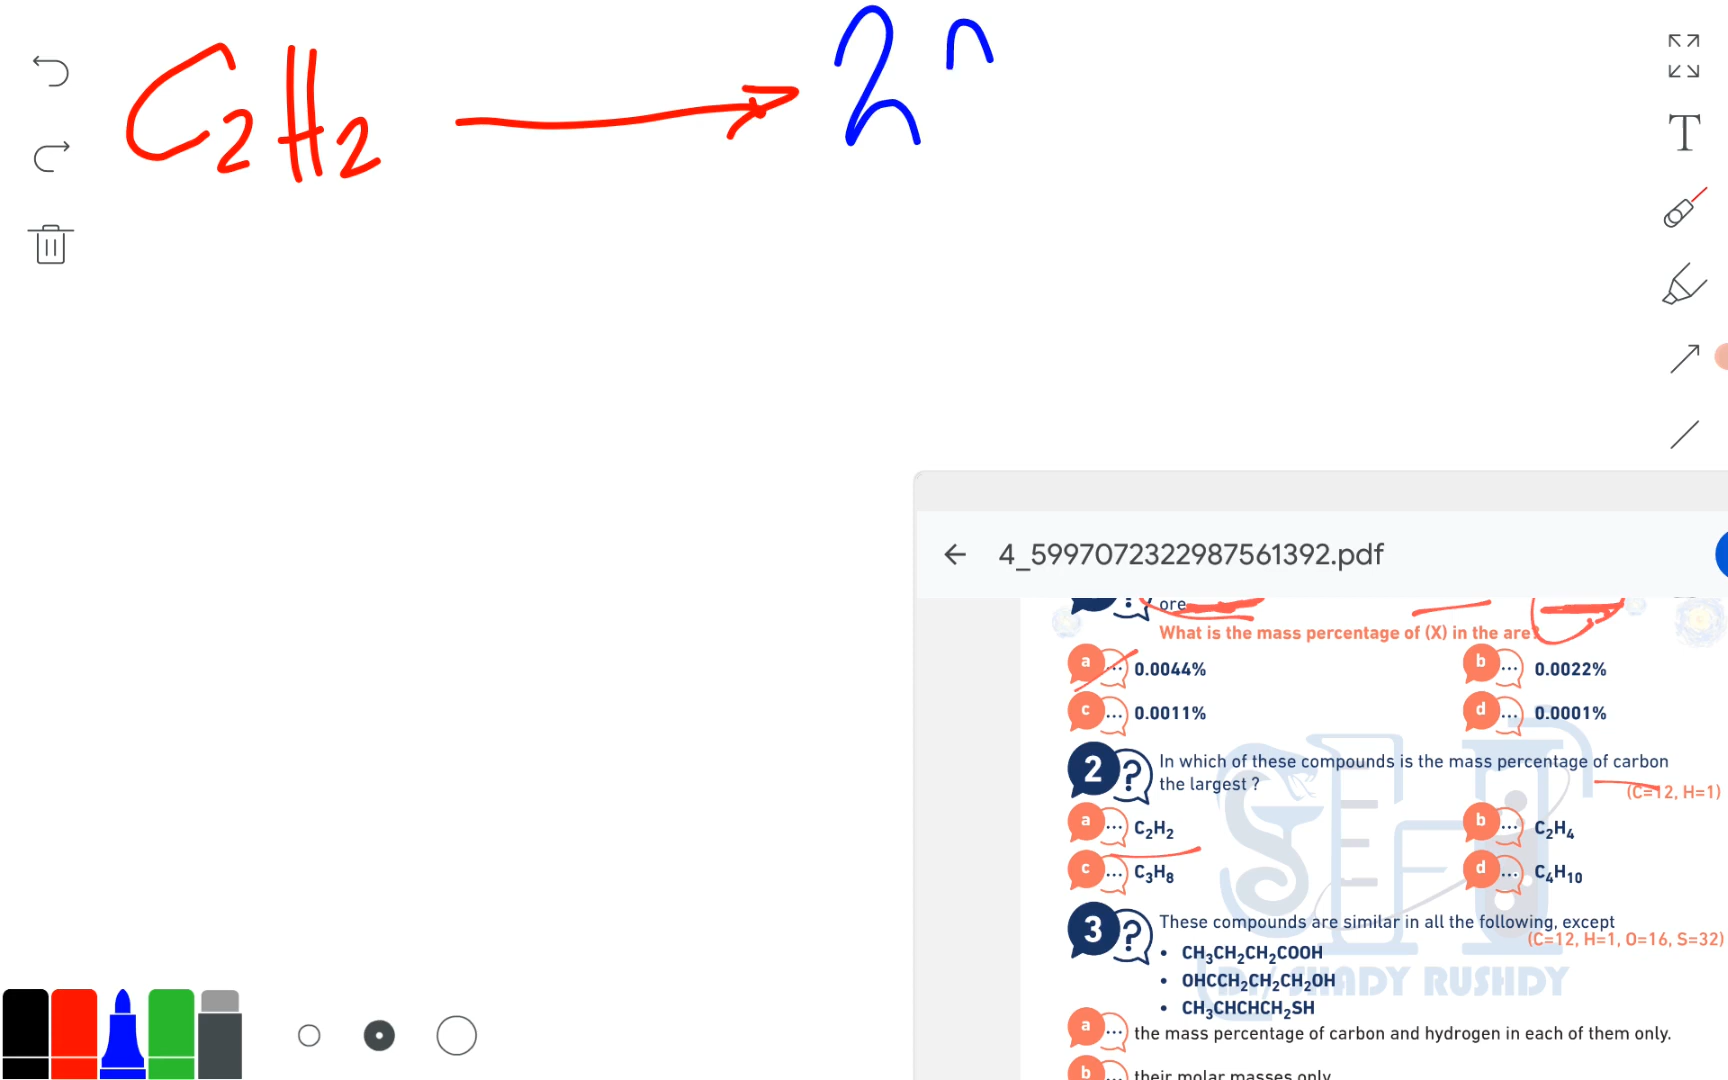 C₂H₂ → 2
T
4_5997072322987561392.pdf
ore
What is the mass percentage of (X) in the are?
a ... 0.0044%
b ... 0.0022%
c ... 0.0011%
d ... 0.0001%
2 ? In which of these compounds is the mass percentage of carbon
the largest ?
(C=12, H=1)
a ... C₂H₂
b ... C₂H₄
c ... C₃H₈
d ... C₄H₁₀
3 ? These compounds are similar in all the following, except
(C=12, H=1, O=16, S=32)
• CH₃CH₂CH₂COOH
• OHCCH₂CH₂CH₂OH
• CH₃CHCHCH₂SH
SHADY RUSHDY
a ... the mass percentage of carbon and hydrogen in each of them only.
b ... their molar masses only